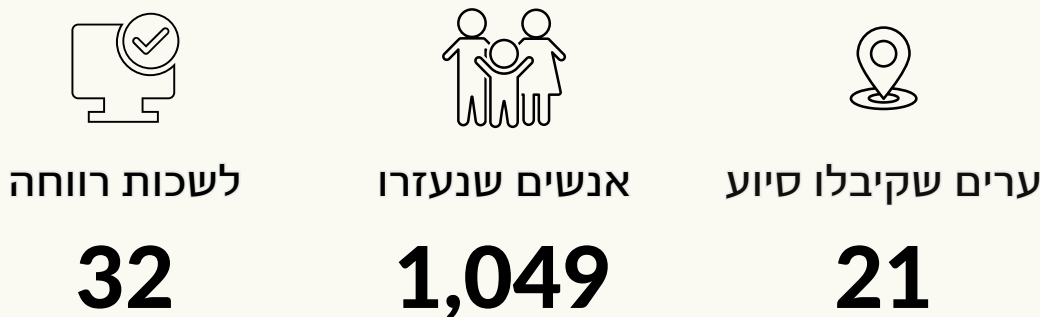 ערים שקיבלו סיוע
21
אנשים שנעזרו
1,049
לשכות רווחה
32